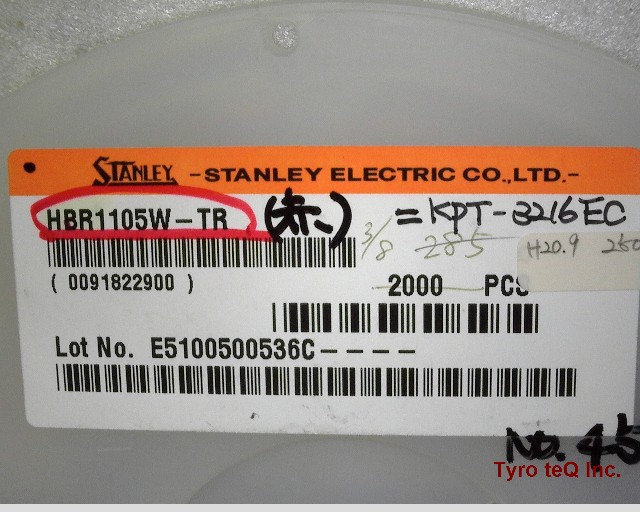 STANLEY -STANLEY ELECTRIC CO.,LTD.-
HBR1105W-TR (赤、) =KPT-3216EC
3/8 285 H20.9 250
( 0091822900 ) 2000 PCS
Lot No. E5100500536C----
NO. 45
Tyro teQ Inc.